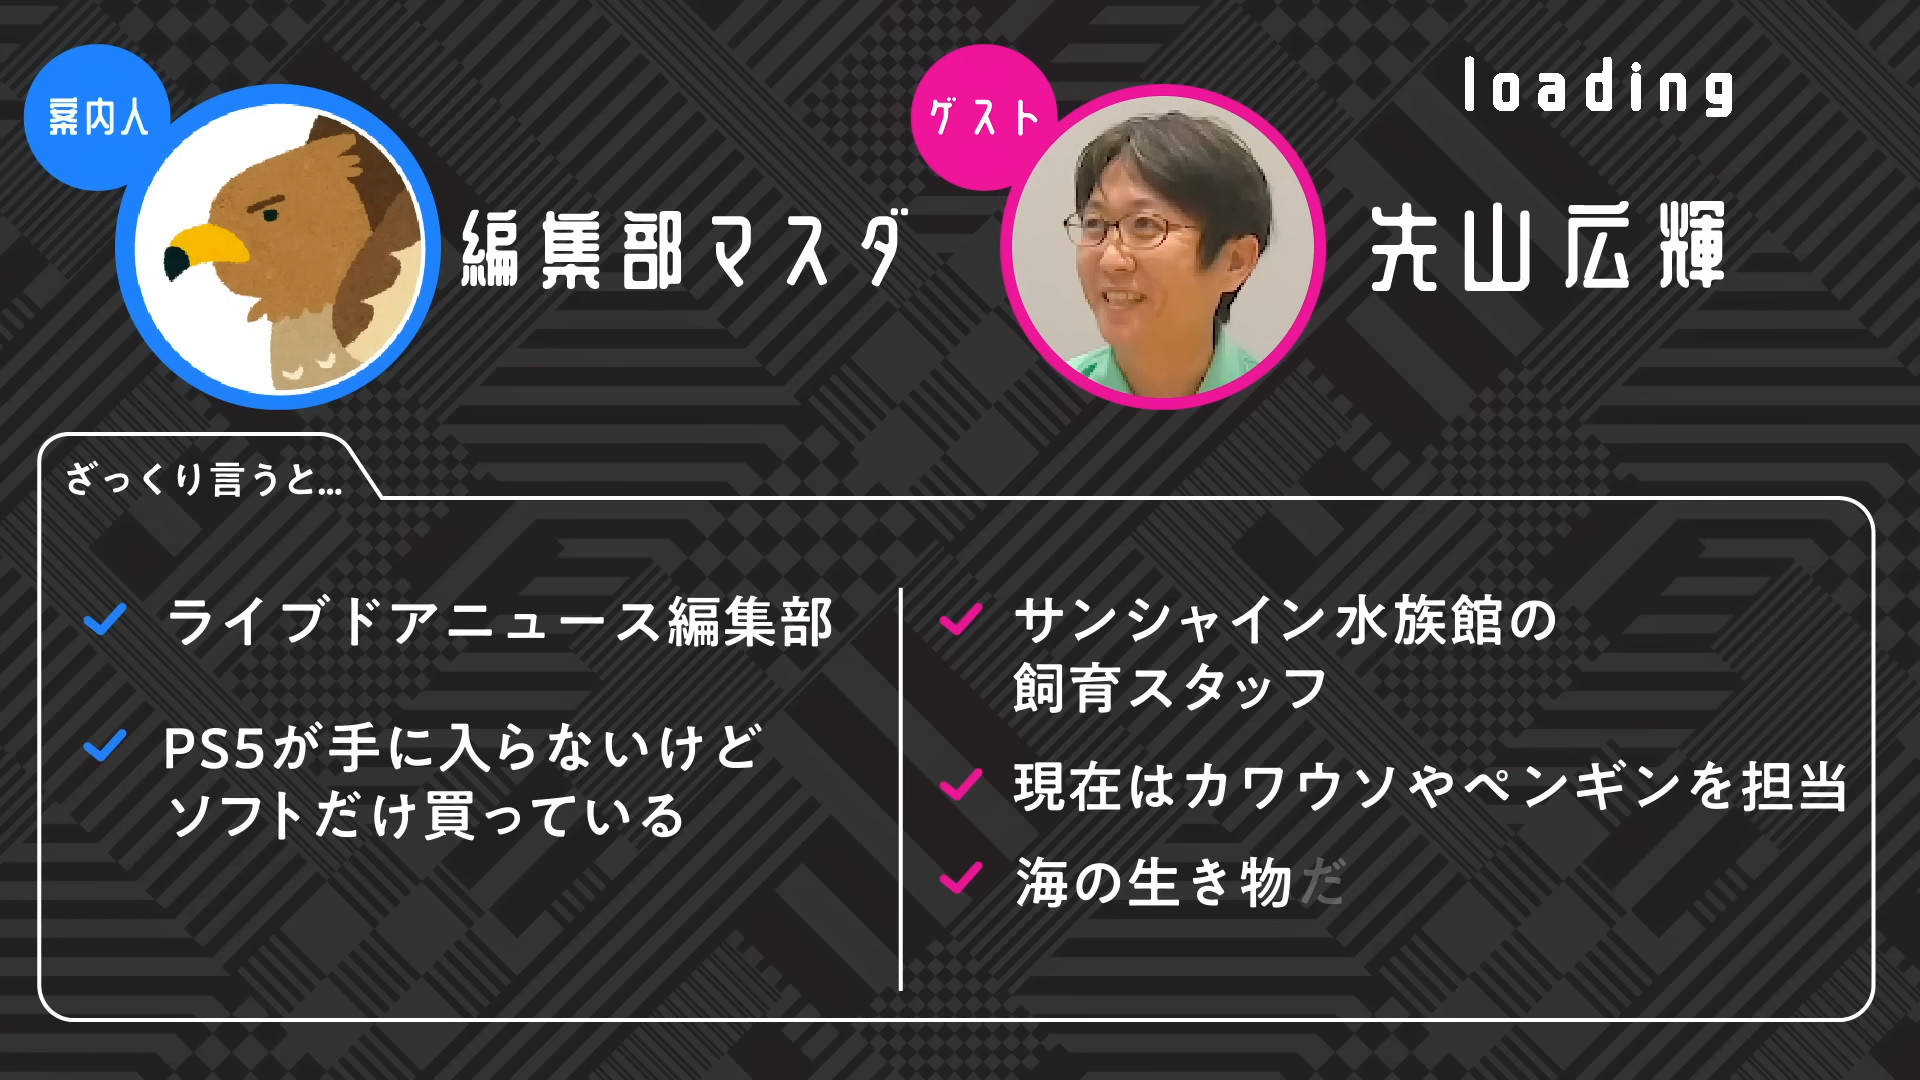 案内人
編集部マスダ
ゲスト
loading
先山広輝
ざっくり言うと...
ライブドアニュース編集部
PS5が手に入らないけど
ソフトだけ買っている
サンシャイン水族館の
飼育スタッフ
現在はカワウソやペンギンを担当
海の生き物だ